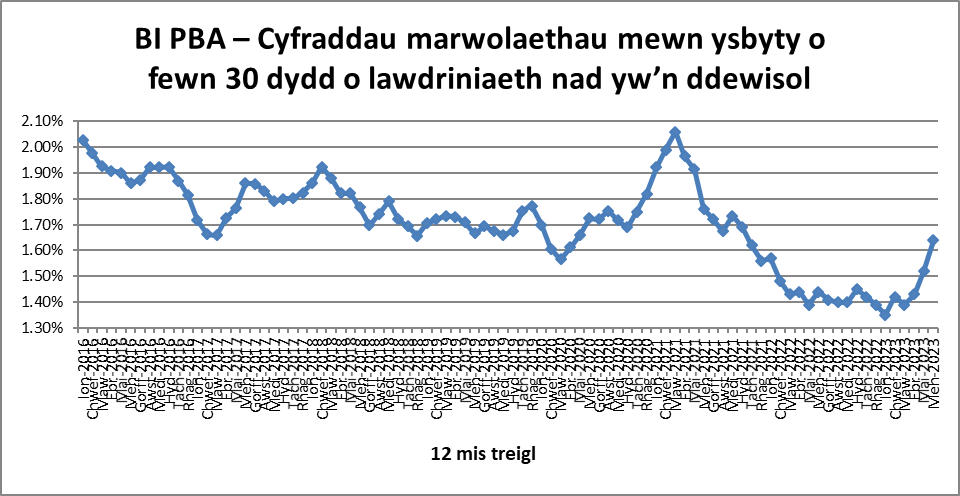 BI PBA – Cyfraddau marwolaethau mewn ysbyty o
fewn 30 dydd o lawdriniaeth nad yw’n ddewisol
2.10%
2.00%
1.90%
1.80%
1.70%
1.60%
1.50%
1.40%
1.30%
Ion-2016
Chwef-2016
Maw-2016
Ebr-2016
Mai-2016
Meh-2016
Gorff-2016
Awst-2016
Medi-2016
Hyd-2016
Tach-2016
Rhag-2016
Ion-2017
Chwef-2017
Maw-2017
Ebr-2017
Mai-2017
Meh-2017
Gorff-2017
Awst-2017
Medi-2017
Hyd-2017
Tach-2017
Rhag-2017
Ion-2018
Chwef-2018
Maw-2018
Ebr-2018
Mai-2018
Meh-2018
Gorff-2018
Awst-2018
Medi-2018
Hyd-2018
Tach-2018
Rhag-2018
Ion-2019
Chwef-2019
Maw-2019
Ebr-2019
Mai-2019
Meh-2019
Gorff-2019
Awst-2019
Medi-2019
Hyd-2019
Tach-2019
Rhag-2019
Ion-2020
Chwef-2020
Maw-2020
Ebr-2020
Mai-2020
Meh-2020
Gorff-2020
Awst-2020
Medi-2020
Hyd-2020
Tach-2020
Rhag-2020
Ion-2021
Chwef-2021
Maw-2021
Ebr-2021
Mai-2021
Meh-2021
Gorff-2021
Awst-2021
Medi-2021
Hyd-2021
Tach-2021
Rhag-2021
Ion-2022
Chwef-2022
Maw-2022
Ebr-2022
Mai-2022
Meh-2022
Gorff-2022
Awst-2022
Medi-2022
Hyd-2022
Tach-2022
Rhag-2022
Ion-2023
Chwef-2023
Maw-2023
Ebr-2023
Mai-2023
Meh-2023
12 mis treigl